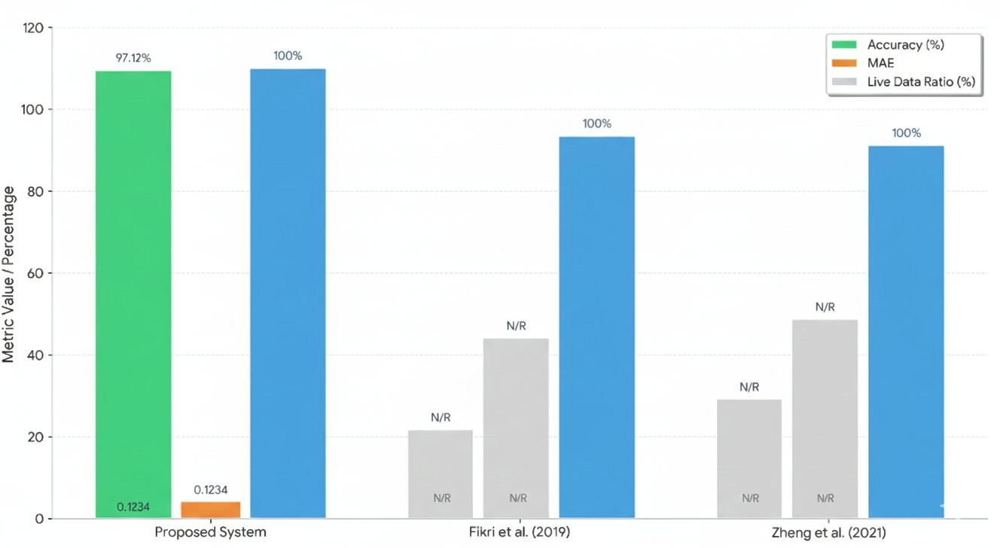 120
100
80
60
40
20
0
Metric Value / Percentage
Accuracy (%)
MAE
Live Data Ratio (%)
97.12%
0.1234
0.1234
100%
N/R
N/R
N/R
N/R
100%
N/R
N/R
N/R
N/R
100%
Proposed System
Fikri et al. (2019)
Zheng et al. (2021)